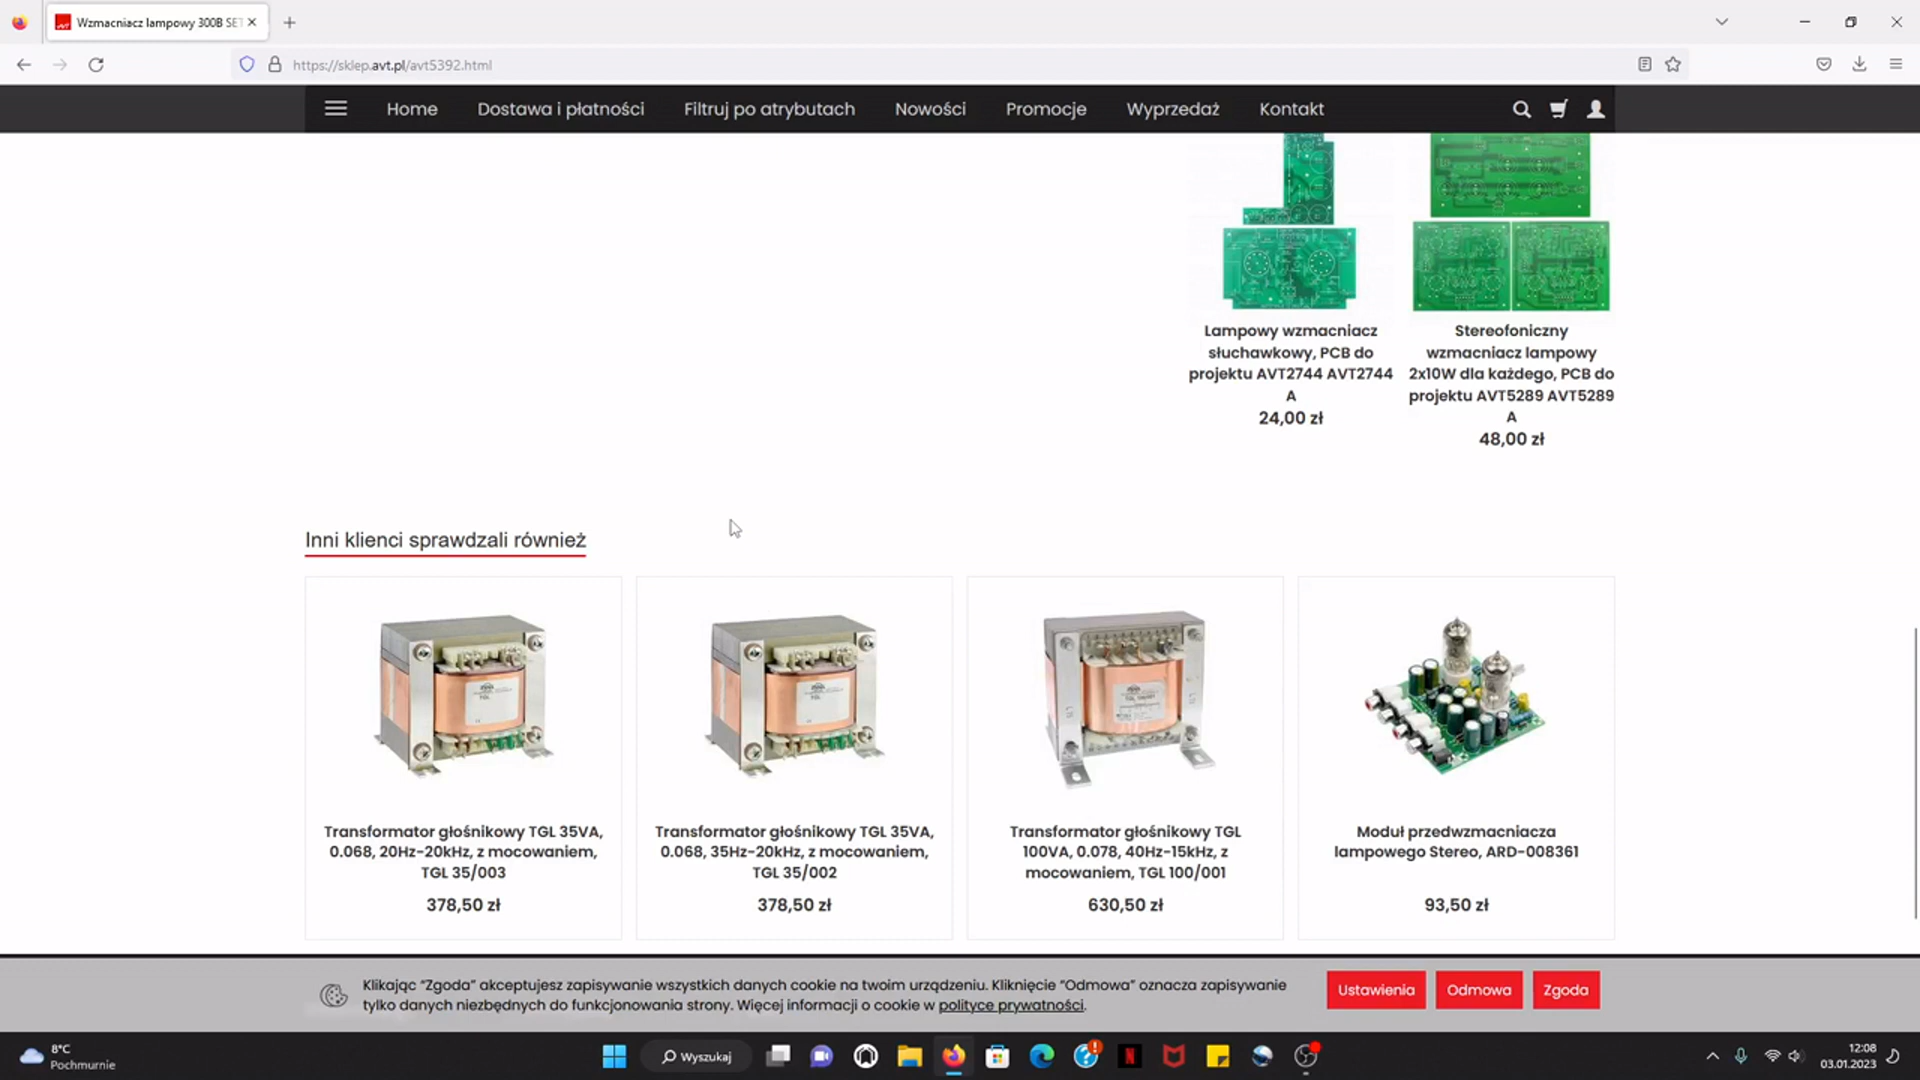 Wzmacniacz lampowy 300B SET
https://sklep.avt.pl/avt5392.html
Home Dostawa i płatności Filtruj po atrybutach Nowości Promocje Wyprzedaż Kontakt
Lampowy wzmacniacz
słuchawkowy, PCB do
projektu AVT2744 AVT2744
A
24,00 zł
Stereofoniczny
wzmacniacz lampowy
2x10W dla każdego, PCB do
projektu AVT5289 AVT5289
A
48,00 zł
Inni klienci sprawdzali również
Transformator głośnikowy TGL 35VA,
0.068, 20Hz-20kHz, z mocowaniem,
TGL 35/003
378,50 zł
Transformator głośnikowy TGL 35VA,
0.068, 35Hz-20kHz, z mocowaniem,
TGL 35/002
378,50 zł
Transformator głośnikowy TGL
100VA, 0.078, 40Hz-15kHz, z
mocowaniem, TGL 100/001
630,50 zł
Moduł przedwzmacniacza
lampowego Stereo, ARD-008361
93,50 zł
Klikając “Zgoda” akceptujesz zapisywanie wszystkich danych cookie na twoim urządzeniu. Kliknięcie “Odmowa” oznacza zapisywanie
tylko danych niezbędnych do funkcjonowania strony. Więcej informacji o cookie w polityce prywatności.
Ustawienia Odmowa Zgoda
8°C
Pochmurnie
Wyszukaj
12:08
03.01.2023